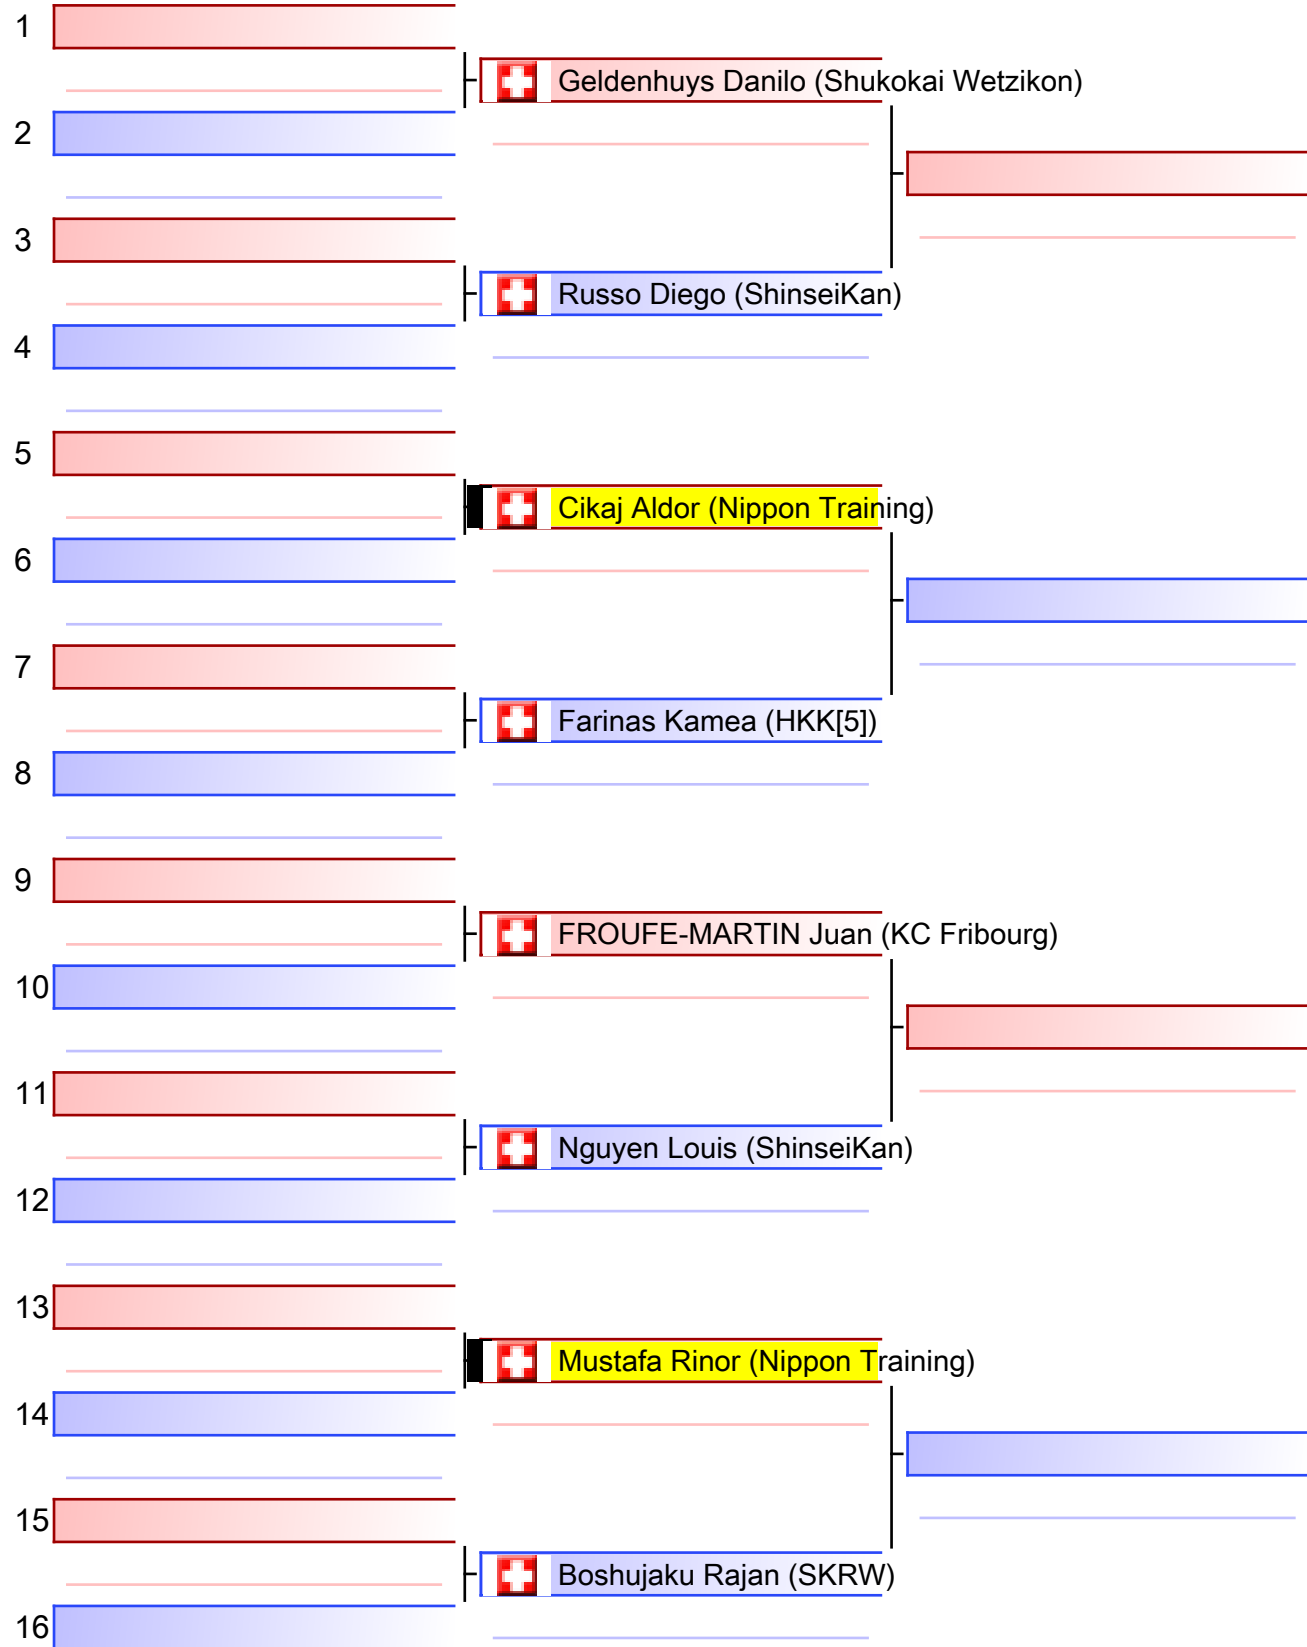 1
Geldenhuys Danilo (Shukokai Wetzikon)
2
3
Russo Diego (ShinseiKan)
4
5
Cikaj Aldor (Nippon Training)
6
7
Farinas Kamea (HKK[5])
8
9
FROUFE-MARTIN Juan (KC Fribourg)
10
11
Nguyen Louis (ShinseiKan)
12
13
Mustafa Rinor (Nippon Training)
14
15
Boshujaku Rajan (SKRW)
16